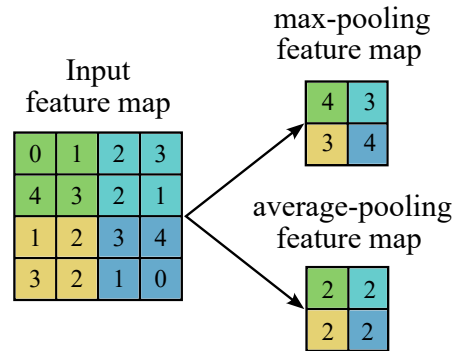 Input
feature map
0 1 2 3
4 3 2 1
1 2 3 4
3 2 1 0
max-pooling
feature map
4 3
3 4
average-pooling
feature map
2 2
2 2